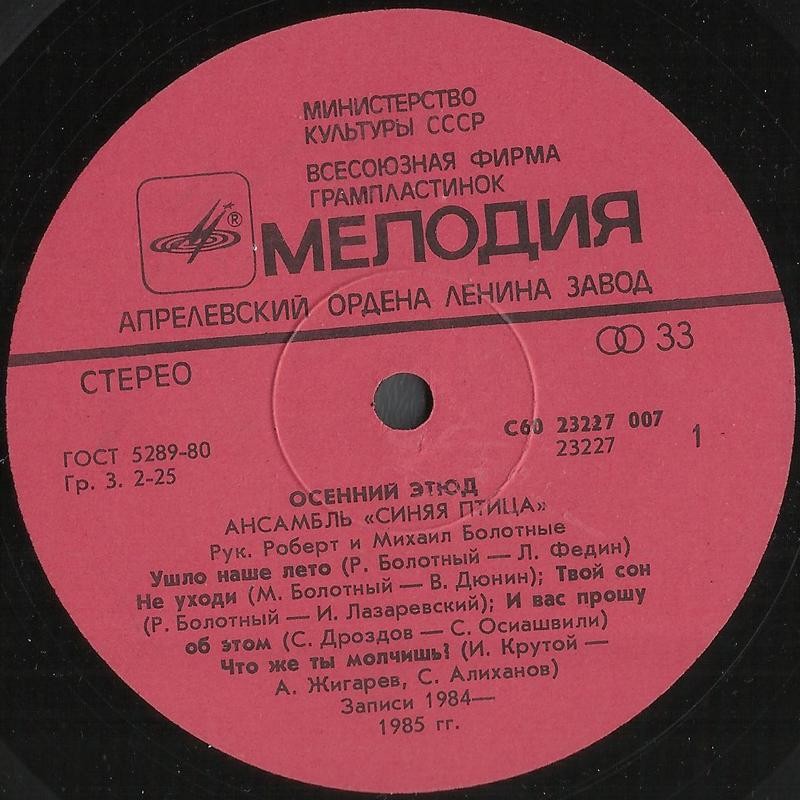 МИНИСТЕРСТВО
КУЛЬТУРЫ СССР
ВСЕСОЮЗНАЯ ФИРМА
ГРАМПЛАСТИНОК
®
МЕЛОДИЯ
АПРЕЛЕВСКИЙ ОРДЕНА ЛЕНИНА ЗАВОД
СТЕРЕО
33
ГОСТ 5289-80
Гр. 3. 2-25
С60 23227 007
23227
1
ОСЕННИЙ ЭТЮД
АНСАМБЛЬ «СИНЯЯ ПТИЦА»
Рук. Роберт и Михаил Болотные
Ушло наше лето (Р. Болотный — Л. Федин)
Не уходи (М. Болотный — В. Дюнин); Твой сон
(Р. Болотный — И. Лазаревский); И вас прошу
об этом (С. Дроздов — С. Осиашвили)
Что же ты молчишь? (И. Крутой —
А. Жигарев, С. Алиханов)
Записи 1984—
1985 гг.